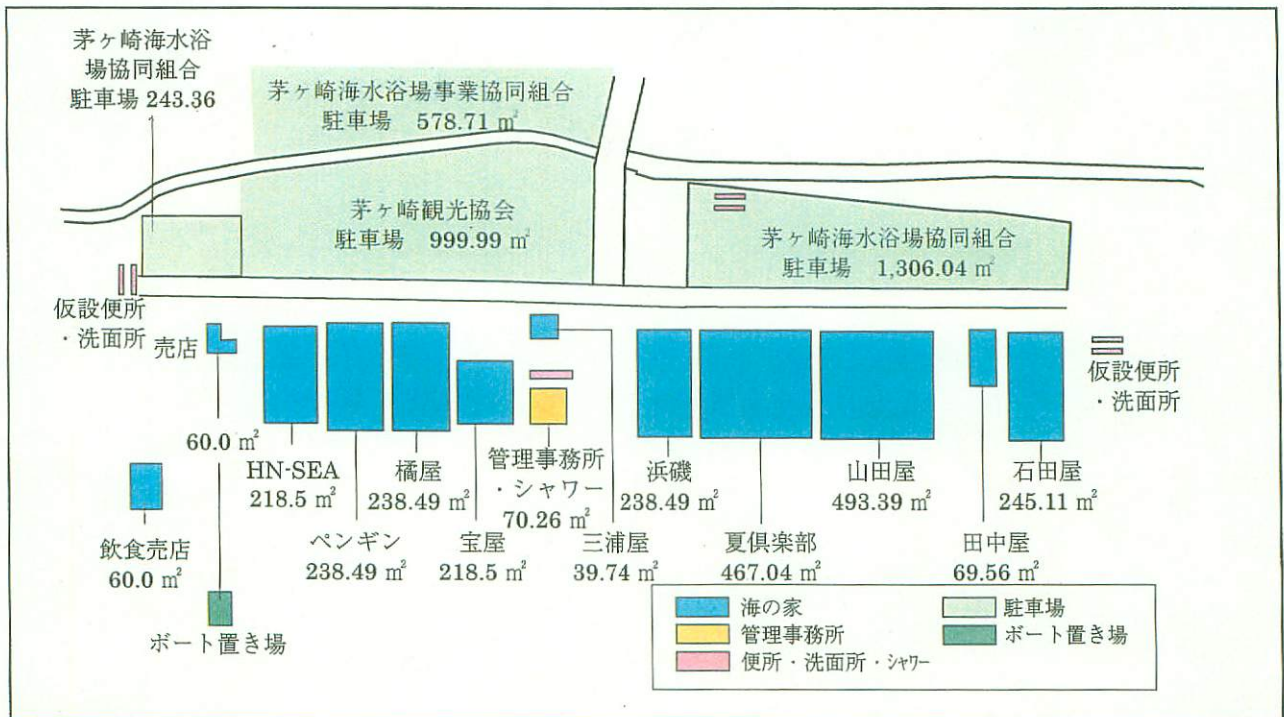 茅ヶ崎海水浴
場協同組合
駐車場 243.36
茅ヶ崎海水浴場事業協同組合
駐車場 578.71 ㎡
茅ヶ崎観光協会
駐車場 999.99 ㎡
茅ヶ崎海水浴場協同組合
駐車場 1,306.04 ㎡
仮設便所
・洗面所
売店
60.0 ㎡
HN-SEA
218.5 ㎡
橘屋
238.49 ㎡
管理事務所
・シャワー
70.26 ㎡
浜磯
238.49 ㎡
山田屋
493.39 ㎡
石田屋
245.11 ㎡
仮設便所
・洗面所
飲食売店
60.0 ㎡
ペンギン
238.49 ㎡
宝屋
218.5 ㎡
三浦屋
39.74 ㎡
夏倶楽部
467.04 ㎡
田中屋
69.56 ㎡
ボート置き場
海の家
管理事務所
便所・洗面所・シャワー
駐車場
ボート置き場